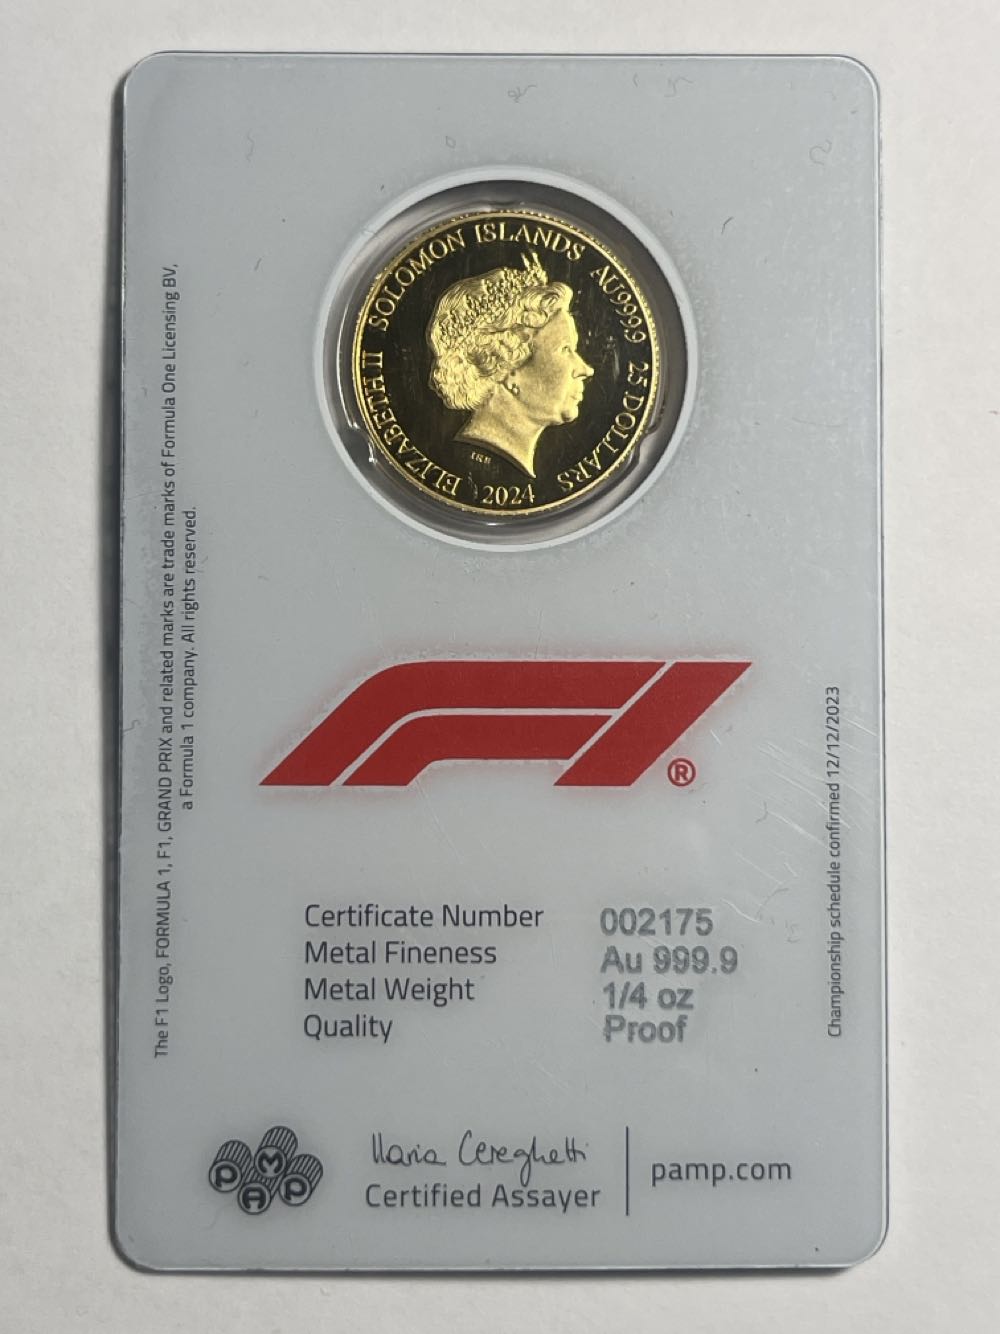 ELIZABETH II SOLOMON ISLANDS AU9999 25 DOLLARS
IRB
2024
F1®
The F1 Logo, FORMULA 1, F1, GRAND PRIX and related marks are trade marks of Formula One Licensing BV,
a Formula 1 company. All rights reserved.
Championship schedule confirmed 12/12/2023
Certificate Number 002175
Metal Fineness Au 999.9
Metal Weight 1/4 oz
Quality Proof
PAMP
Ilaria Cereghetti
Certified Assayer
pamp.com